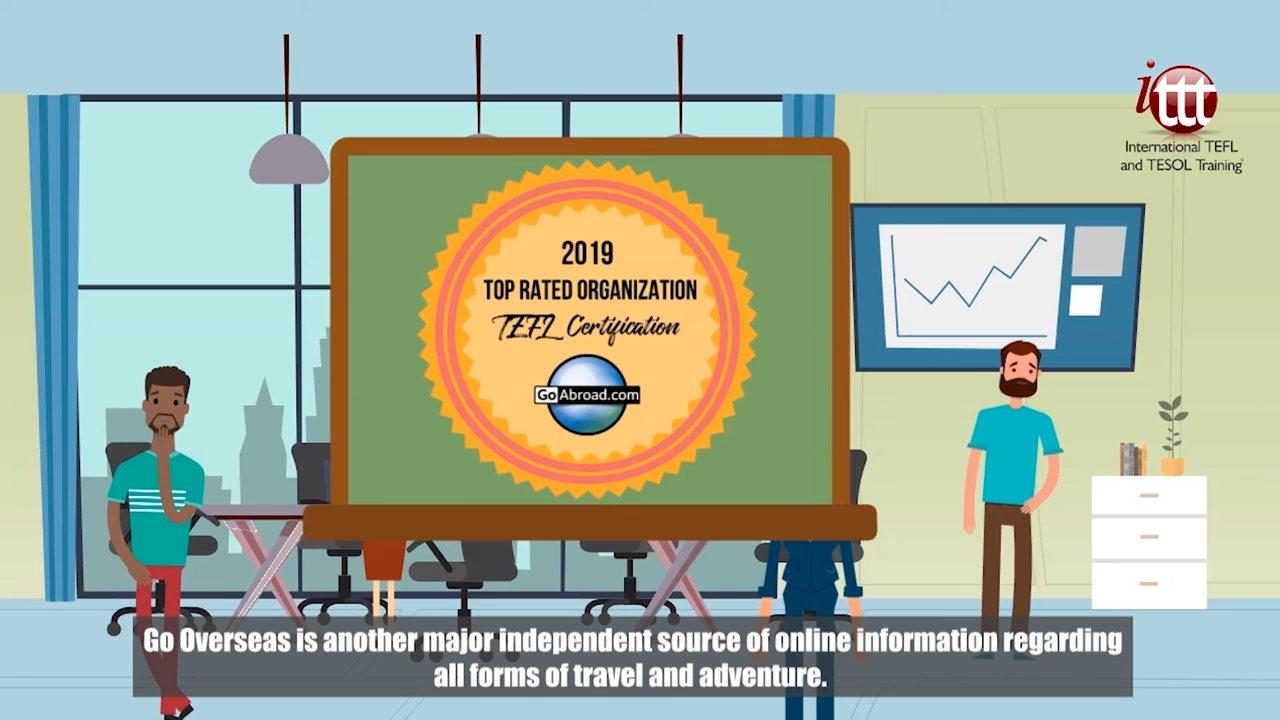 ittt
International TEFL
and TESOL Training
2019
TOP RATED ORGANIZATION
TEFL Certification
GoAbroad.com
Go Overseas is another major independent source of online information regarding
all forms of travel and adventure.